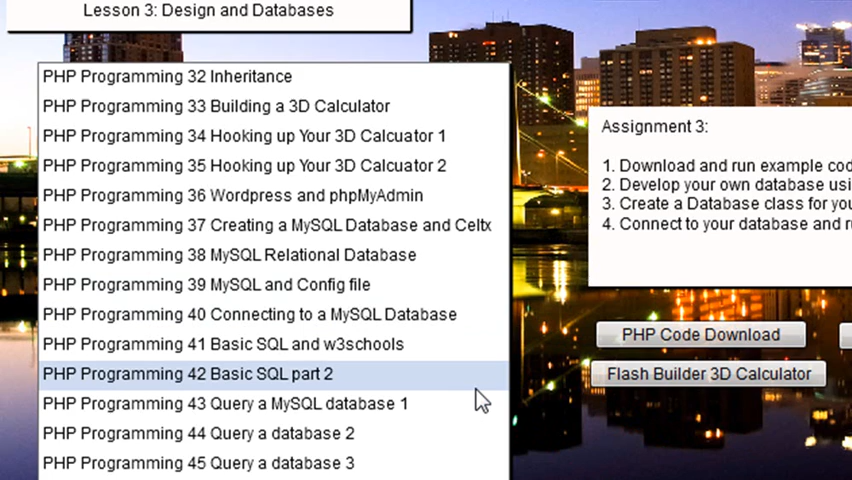 Lesson 3: Design and Databases
PHP Programming 32 Inheritance
PHP Programming 33 Building a 3D Calculator
PHP Programming 34 Hooking up Your 3D Calcuator 1
PHP Programming 35 Hooking up Your 3D Calcuator 2
PHP Programming 36 Wordpress and phpMyAdmin
PHP Programming 37 Creating a MySQL Database and Celtx
PHP Programming 38 MySQL Relational Database
PHP Programming 39 MySQL and Config file
PHP Programming 40 Connecting to a MySQL Database
PHP Programming 41 Basic SQL and w3schools
PHP Programming 42 Basic SQL part 2
PHP Programming 43 Query a MySQL database 1
PHP Programming 44 Query a database 2
PHP Programming 45 Query a database 3
Assignment 3:
1. Download and run example cod
2. Develop your own database usi
3. Create a Database class for you
4. Connect to your database and ru
PHP Code Download
Flash Builder 3D Calculator